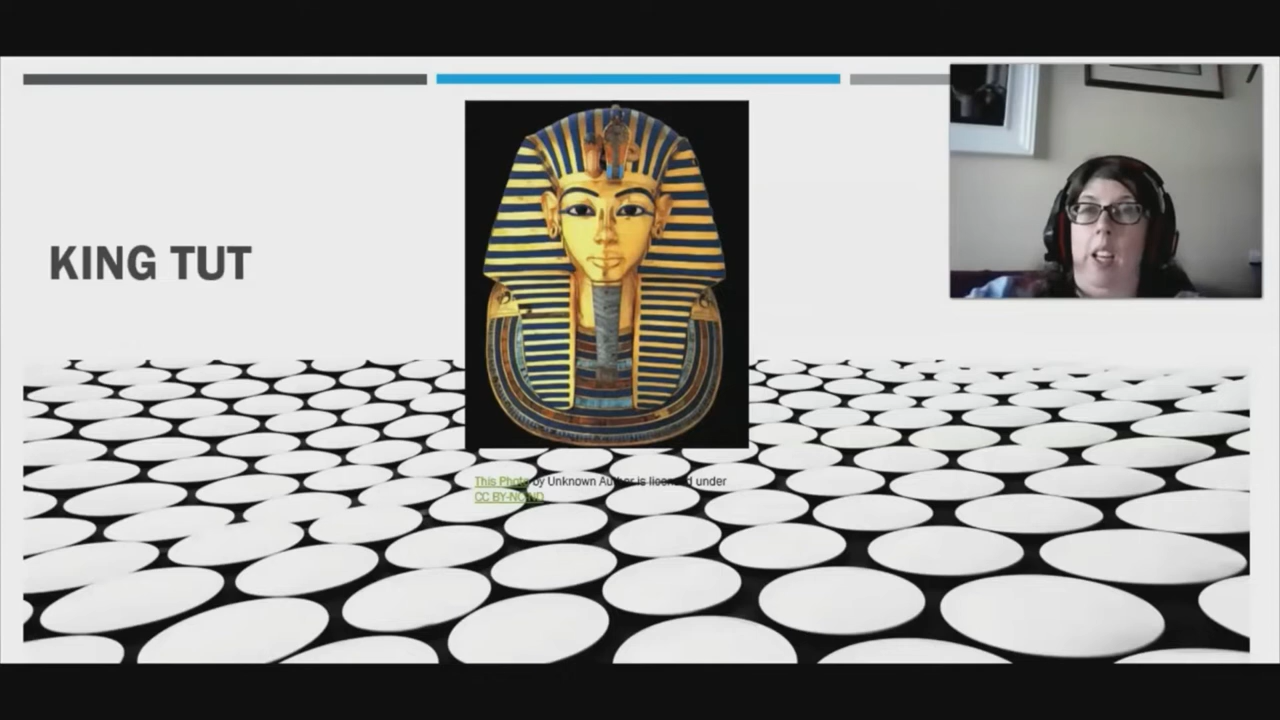 KING TUT
This Photo by Unknown Author is licensed under
CC BY-NC-ND